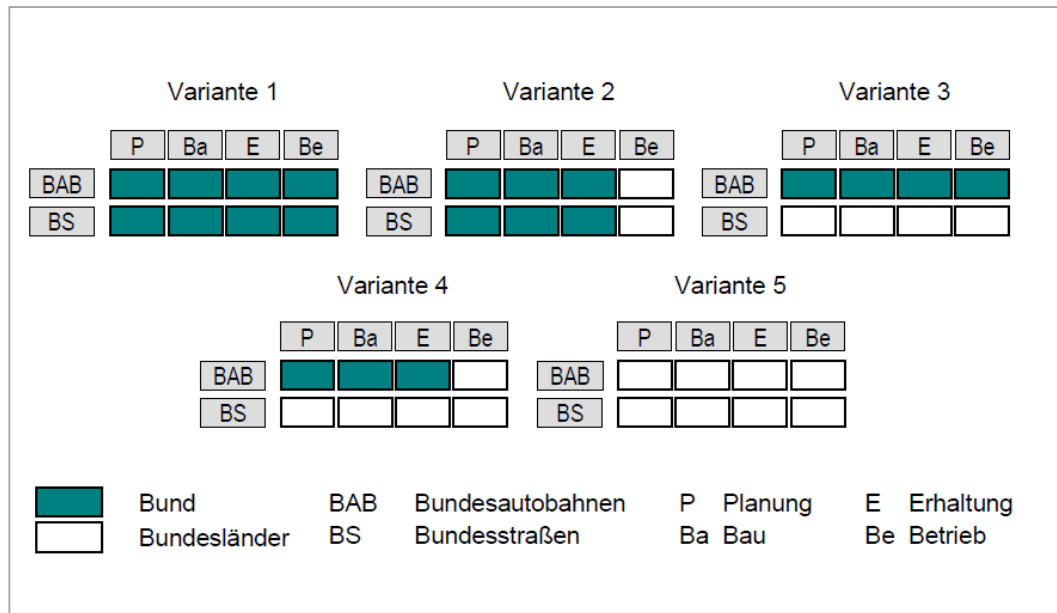 Variante 1 Variante 2 Variante 3
P Ba E Be P Ba E Be P Ba E Be
BAB BAB BAB
BS BS BS
Variante 4 Variante 5
P Ba E Be P Ba E Be
BAB BAB
BS BS
Bund BAB Bundesautobahnen P Planung E Erhaltung
Bundesländer BS Bundesstraßen Ba Bau Be Betrieb